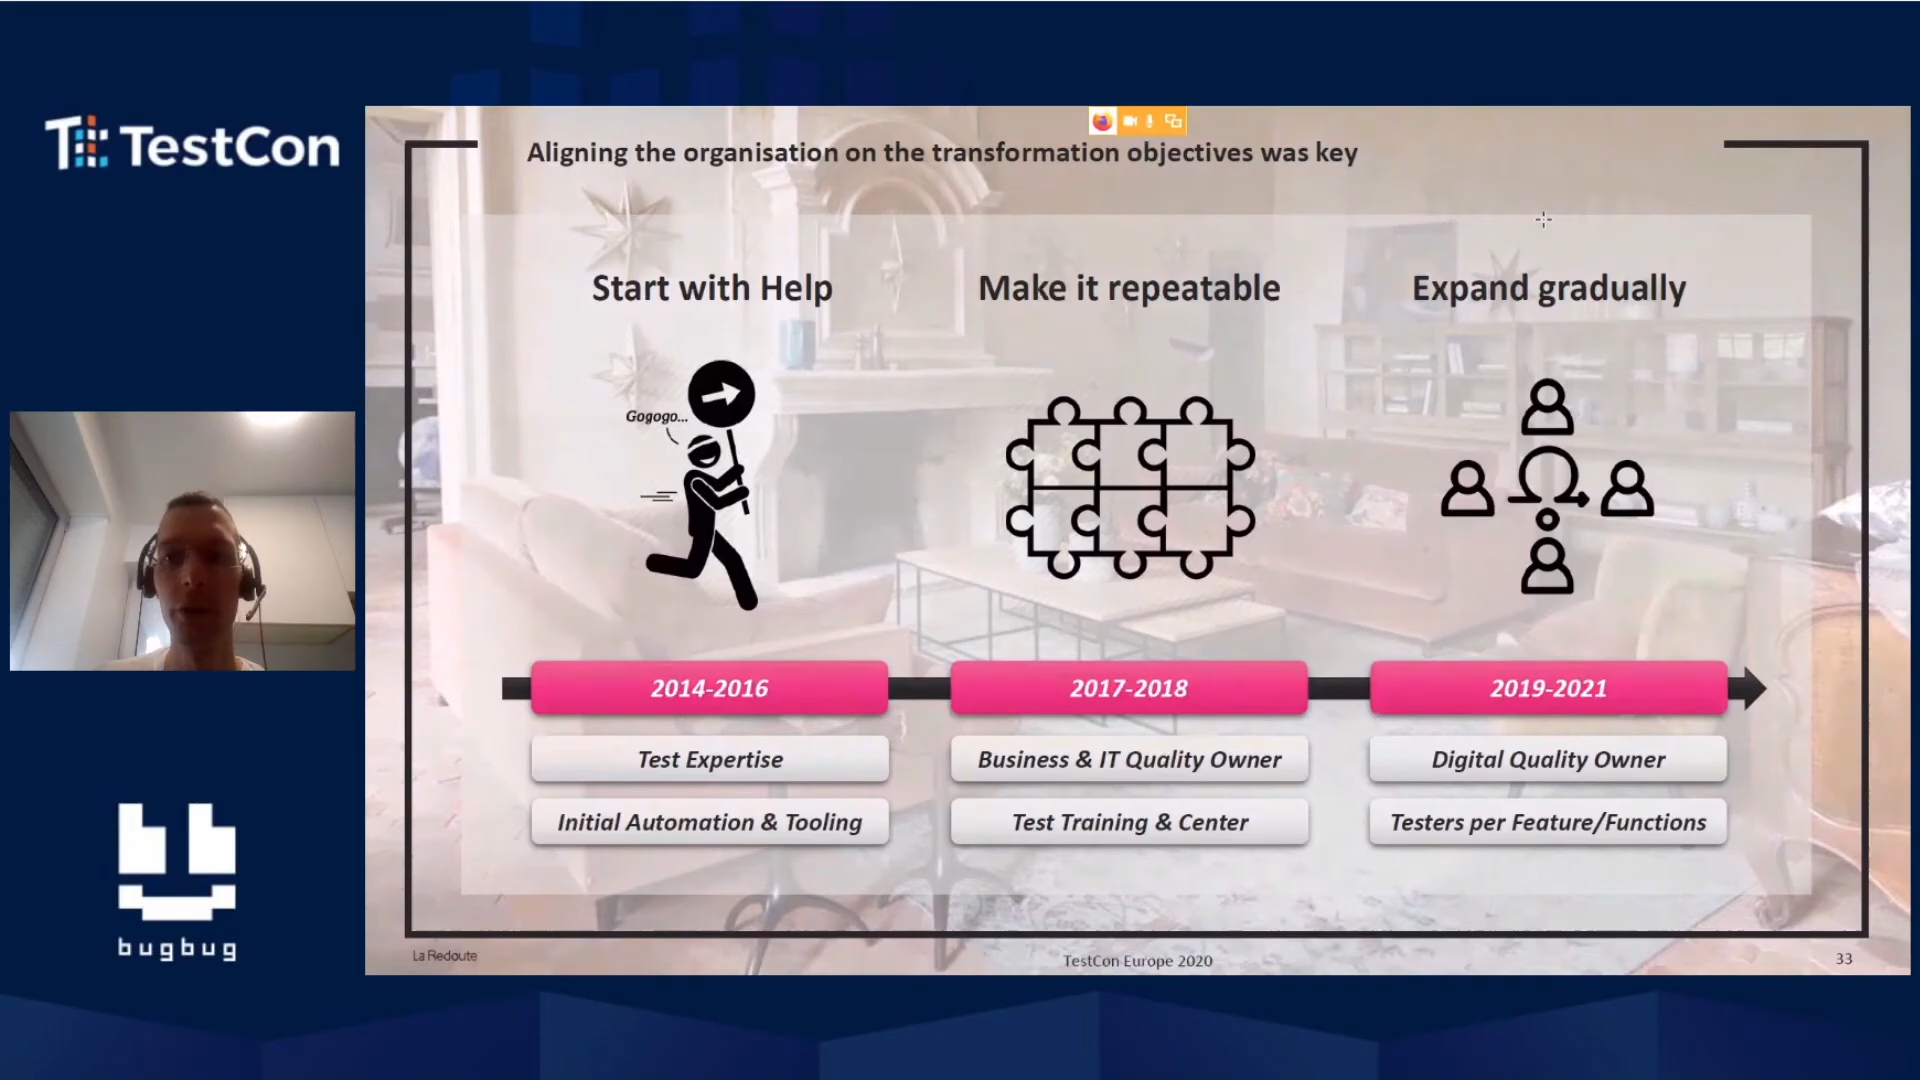 TestCon
Aligning the organisation on the transformation objectives was key
Start with Help
Make it repeatable
Expand gradually
Gogogo...
2014-2016
2017-2018
2019-2021
Test Expertise
Business & IT Quality Owner
Digital Quality Owner
Initial Automation & Tooling
Test Training & Center
Testers per Feature/Functions
bugbug
La Redoute
TestCon Europe 2020
33